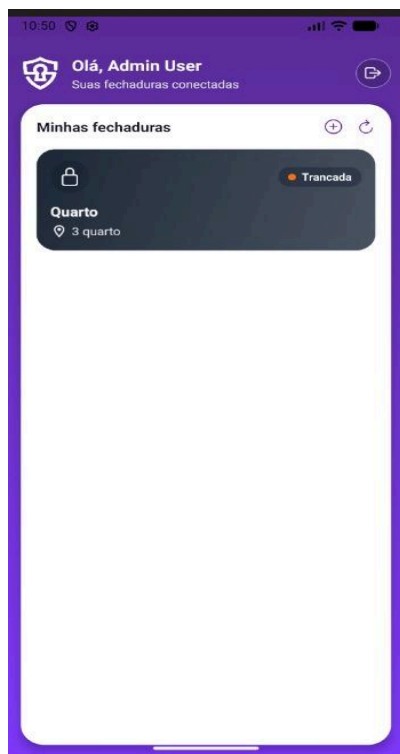 10:50
Olá, Admin User
Suas fechaduras conectadas
Minhas fechaduras
Trancada
Quarto
3 quarto